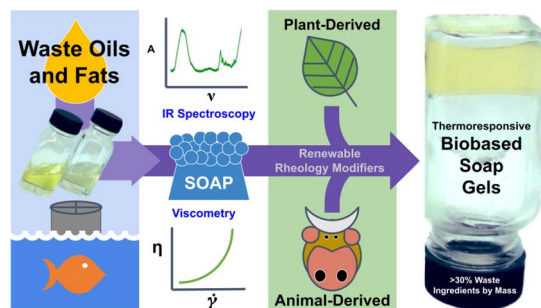 Waste Oils
and Fats
A
ν
IR Spectroscopy
SOAP
Viscometry
η
γ̇
Plant-Derived
Renewable
Rheology Modifiers
Animal-Derived
Thermoresponsive
Biobased
Soap
Gels
>30% Waste
Ingredients by Mass